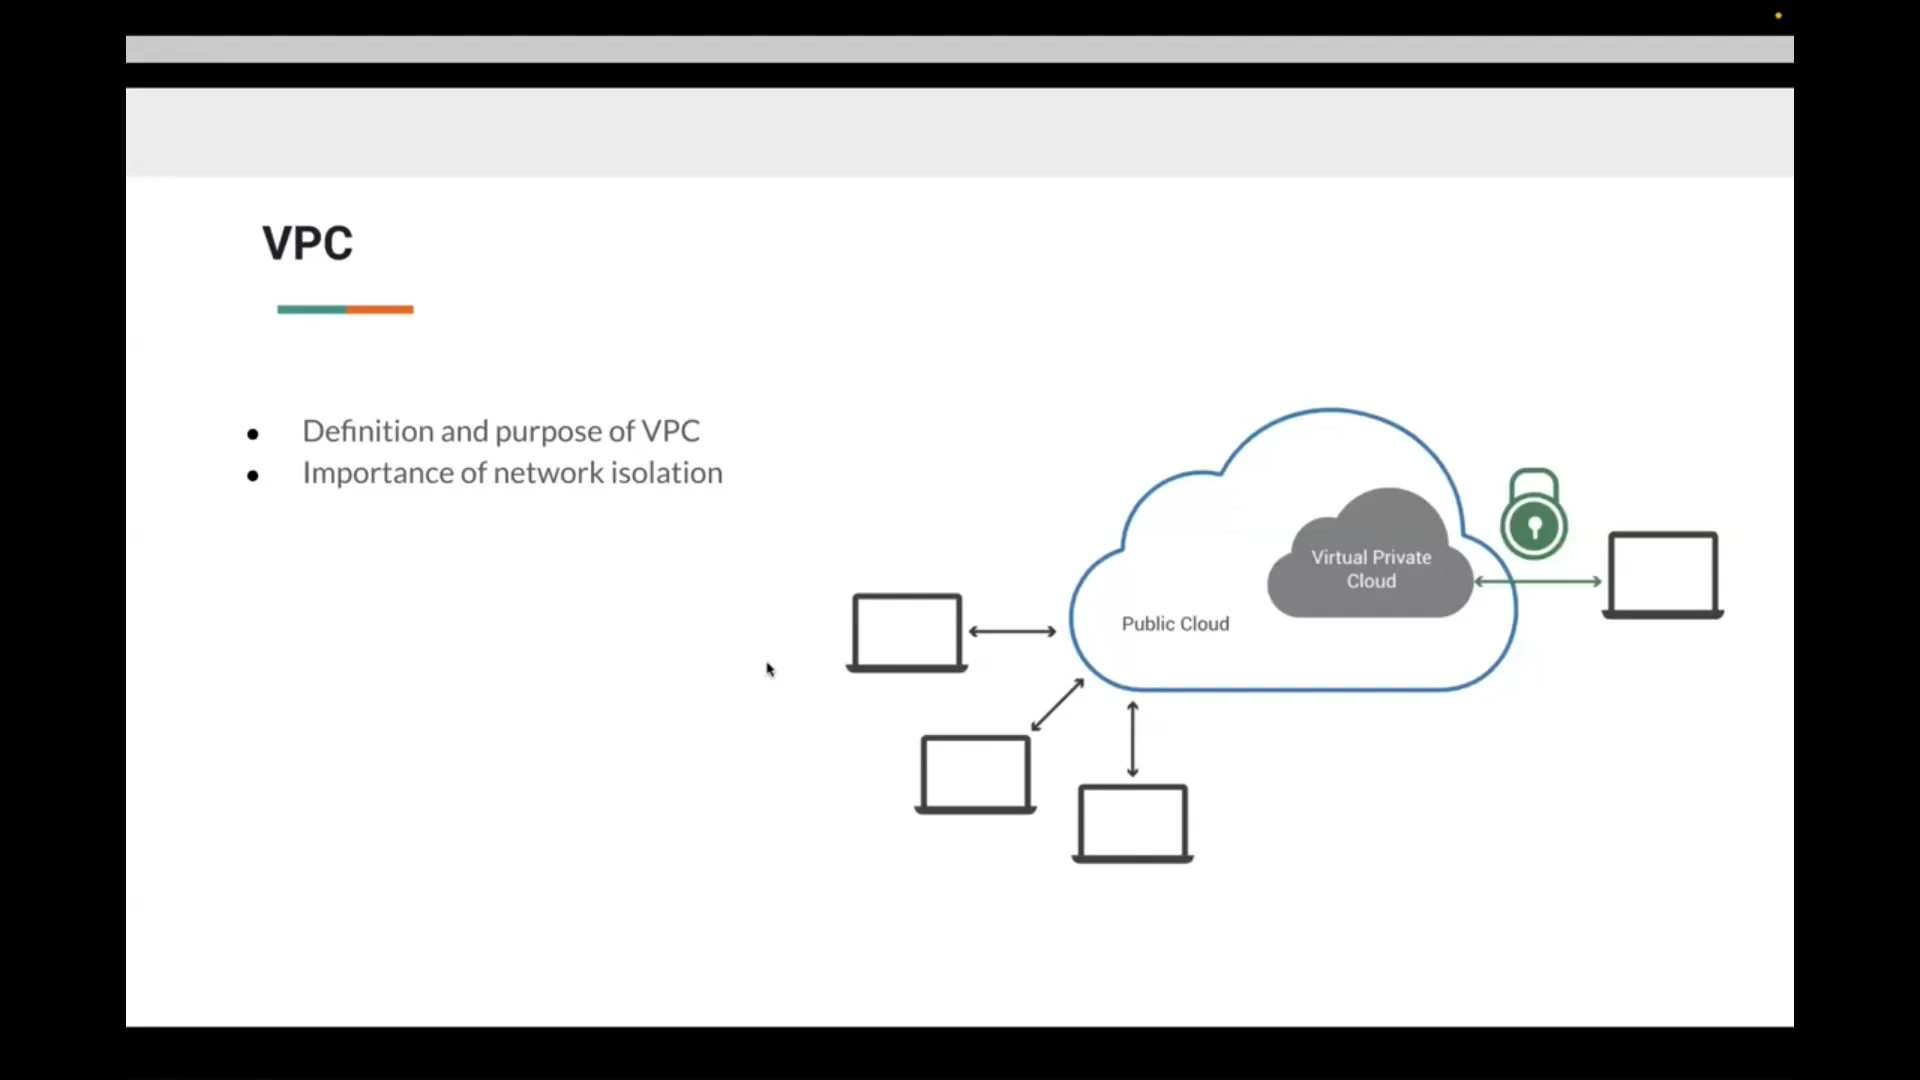 VPC
● Definition and purpose of VPC
● Importance of network isolation
Virtual Private
Cloud
Public Cloud